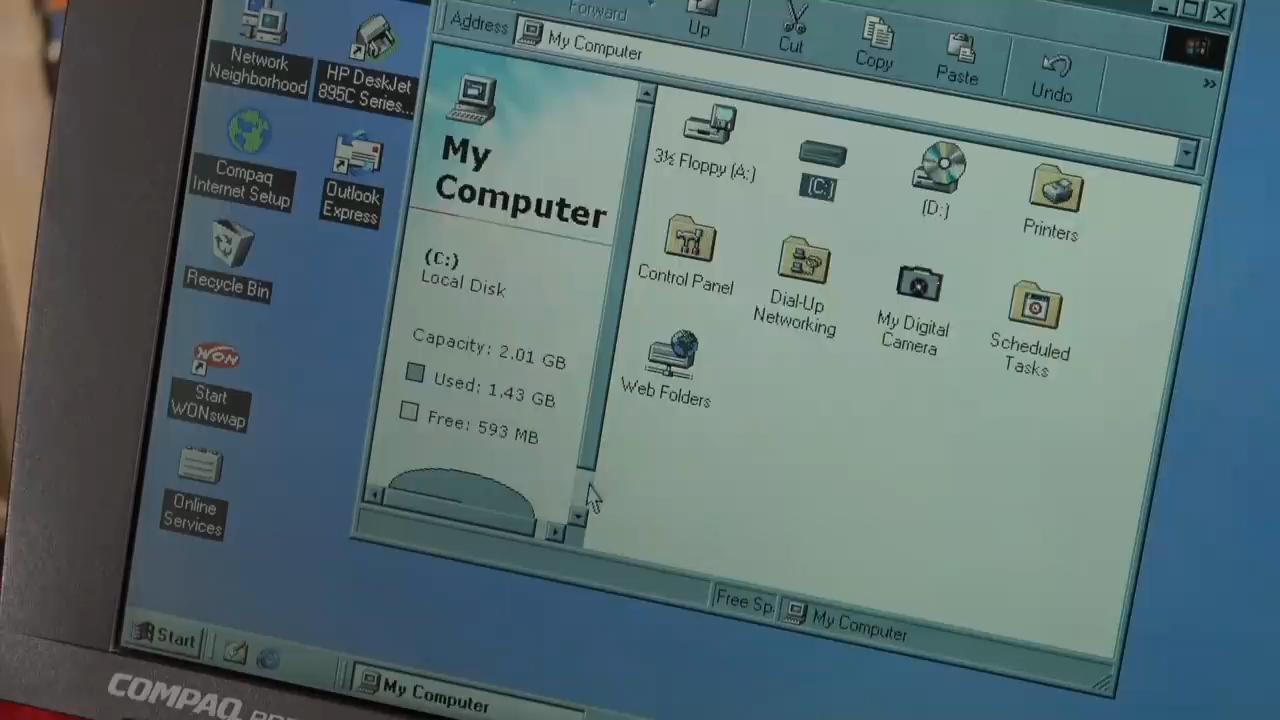 Network
Neighborhood
HP DeskJet
895C Series...
Compaq
Internet Setup
Outlook
Express
Recycle Bin
WON
Start
WONswap
Online
Services
Forward
Up
Cut
Copy
Paste
Undo
»
Address
My Computer
My
Computer
(C:)
Local Disk
Capacity: 2.01 GB
Used: 1.43 GB
Free: 593 MB
3½ Floppy (A:)
(C:)
(D:)
Printers
Control Panel
Dial-Up
Networking
My Digital
Camera
Scheduled
Tasks
Web Folders
Free Sp
My Computer
Start
My Computer
COMPAQ